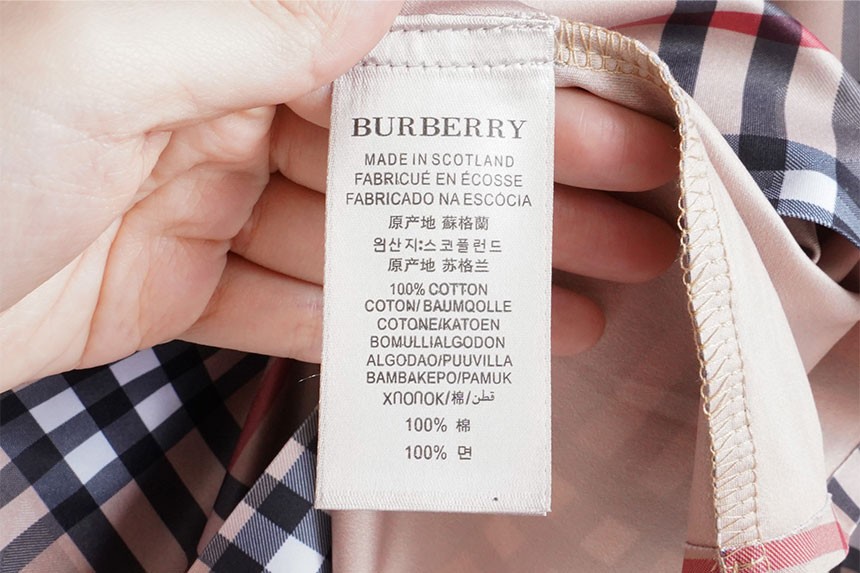 BURBERRY
MADE IN SCOTLAND
FABRICUÉ EN ÉCOSSE
FABRICADO NA ESCÓCIA
原产地 蘇格蘭
원산지:스코플런드
原产地 苏格兰
100% COTTON
COTON/BAUMQOLLE
COTONE/KATOEN
BOMULLIALGODON
ALGODAO/PUUVILLA
BAMBAKEPO/PAMUK
XUOUOK/棉/قطن
100% 棉
100% 면